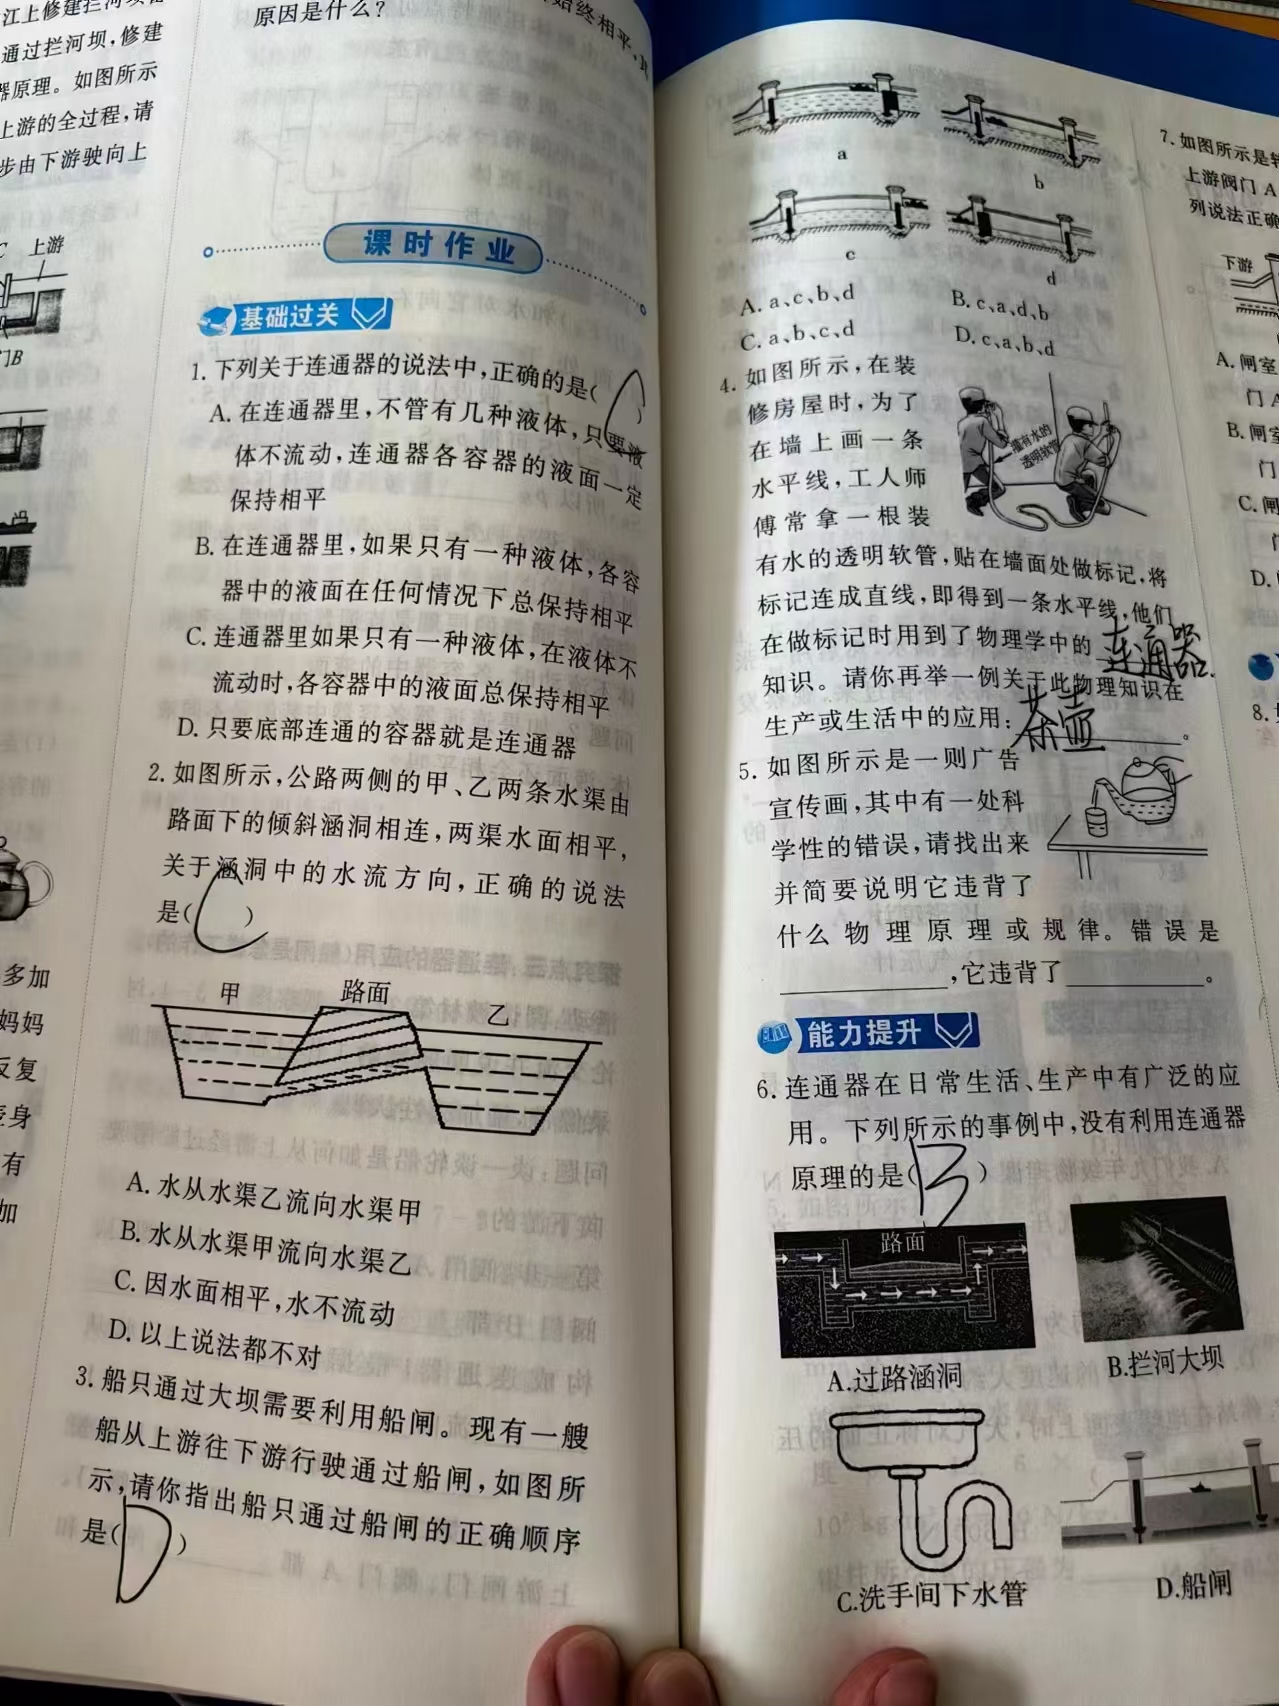 江上修建拦河坝
通过拦河坝,修建
器原理。如图所示
上游的全过程,请
步由下游驶向上
C 上游
门B
多加
妈妈
反复
壶身
有
加
始终相平,其
原因是什么?
课时作业
基础过关
1.下列关于连通器的说法中,正确的是(C)
A.在连通器里,不管有几种液体,只要液
体不流动,连通器各容器的液面一定
保持相平
B.在连通器里,如果只有一种液体,各容
器中的液面在任何情况下总保持相平
C.连通器里如果只有一种液体,在液体不
流动时,各容器中的液面总保持相平
D.只要底部连通的容器就是连通器
2.如图所示,公路两侧的甲、乙两条水渠由
路面下的倾斜涵洞相连,两渠水面相平,
关于涵洞中的水流方向,正确的说法
是(C)
甲 路面 乙
A.水从水渠乙流向水渠甲
B.水从水渠甲流向水渠乙
C.因水面相平,水不流动
D.以上说法都不对
3.船只通过大坝需要利用船闸。现有一艘
船从上游往下游行驶通过船闸,如图所
示,请你指出船只通过船闸的正确顺序
是(D)
a
b
c
d
A.a、c、b、d B.c、a、d、b
C.a、b、c、d D.c、a、b、d
4.如图所示,在装
修房屋时,为了
在墙上画一条
水平线,工人师
傅常拿一根装
灌有水的
透明软管
有水的透明软管,贴在墙面处做标记,将
标记连成直线,即得到一条水平线,他们
在做标记时用到了物理学中的连通器
知识。请你再举一例关于此物理知识在
生产或生活中的应用:茶壶。
5.如图所示是一则广告
宣传画,其中有一处科
学性的错误,请找出来
并简要说明它违背了
什么物理原理或规律。错误是
,它违背了 。
能力提升
6.连通器在日常生活、生产中有广泛的应
用。下列所示的事例中,没有利用连通器
原理的是(B)
路面
A.过路涵洞
B.拦河大坝
C.洗手间下水管
D.船闸
7.如图所示是
上游阀门A
列说法正确
下游
A.闸室
门A
B.闸室
门
C.闸
D.
8.